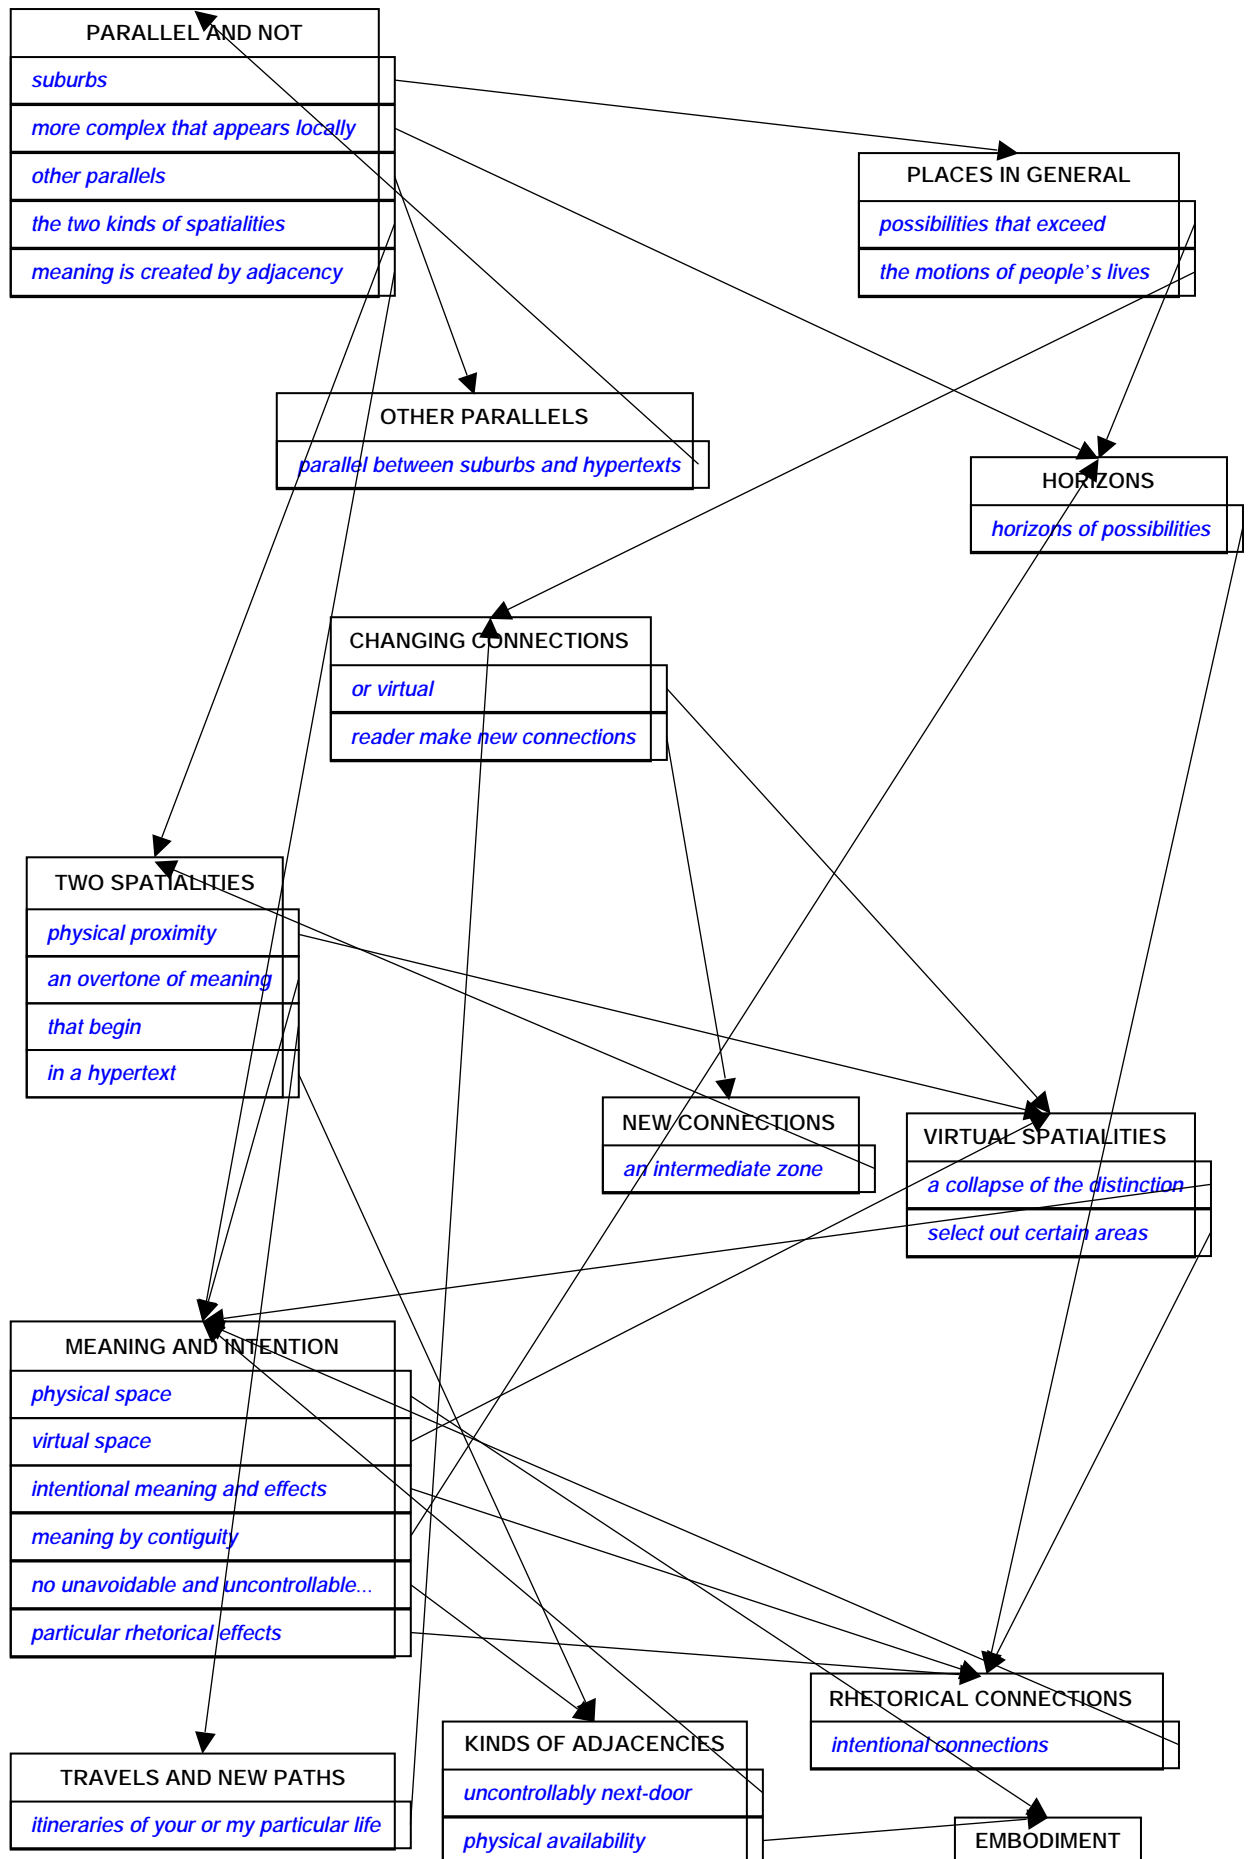 PARALLEL AND NOT
suburbs
more complex that appears locally
other parallels
the two kinds of spatialities
meaning is created by adjacency
PLACES IN GENERAL
possibilities that exceed
the motions of people's lives
OTHER PARALLELS
parallel between suburbs and hypertexts
HORIZONS
horizons of possibilities
CHANGING CONNECTIONS
or virtual
reader make new connections
TWO SPATIALITIES
physical proximity
an overtone of meaning
that begin
in a hypertext
NEW CONNECTIONS
an intermediate zone
VIRTUAL SPATIALITIES
a collapse of the distinction
select out certain areas
MEANING AND INTENTION
physical space
virtual space
intentional meaning and effects
meaning by contiguity
no unavoidable and uncontrollable...
particular rhetorical effects
RHETORICAL CONNECTIONS
intentional connections
KINDS OF ADJACENCIES
uncontrollably next-door
physical availability
TRAVELS AND NEW PATHS
itineraries of your or my particular life
EMBODIMENT